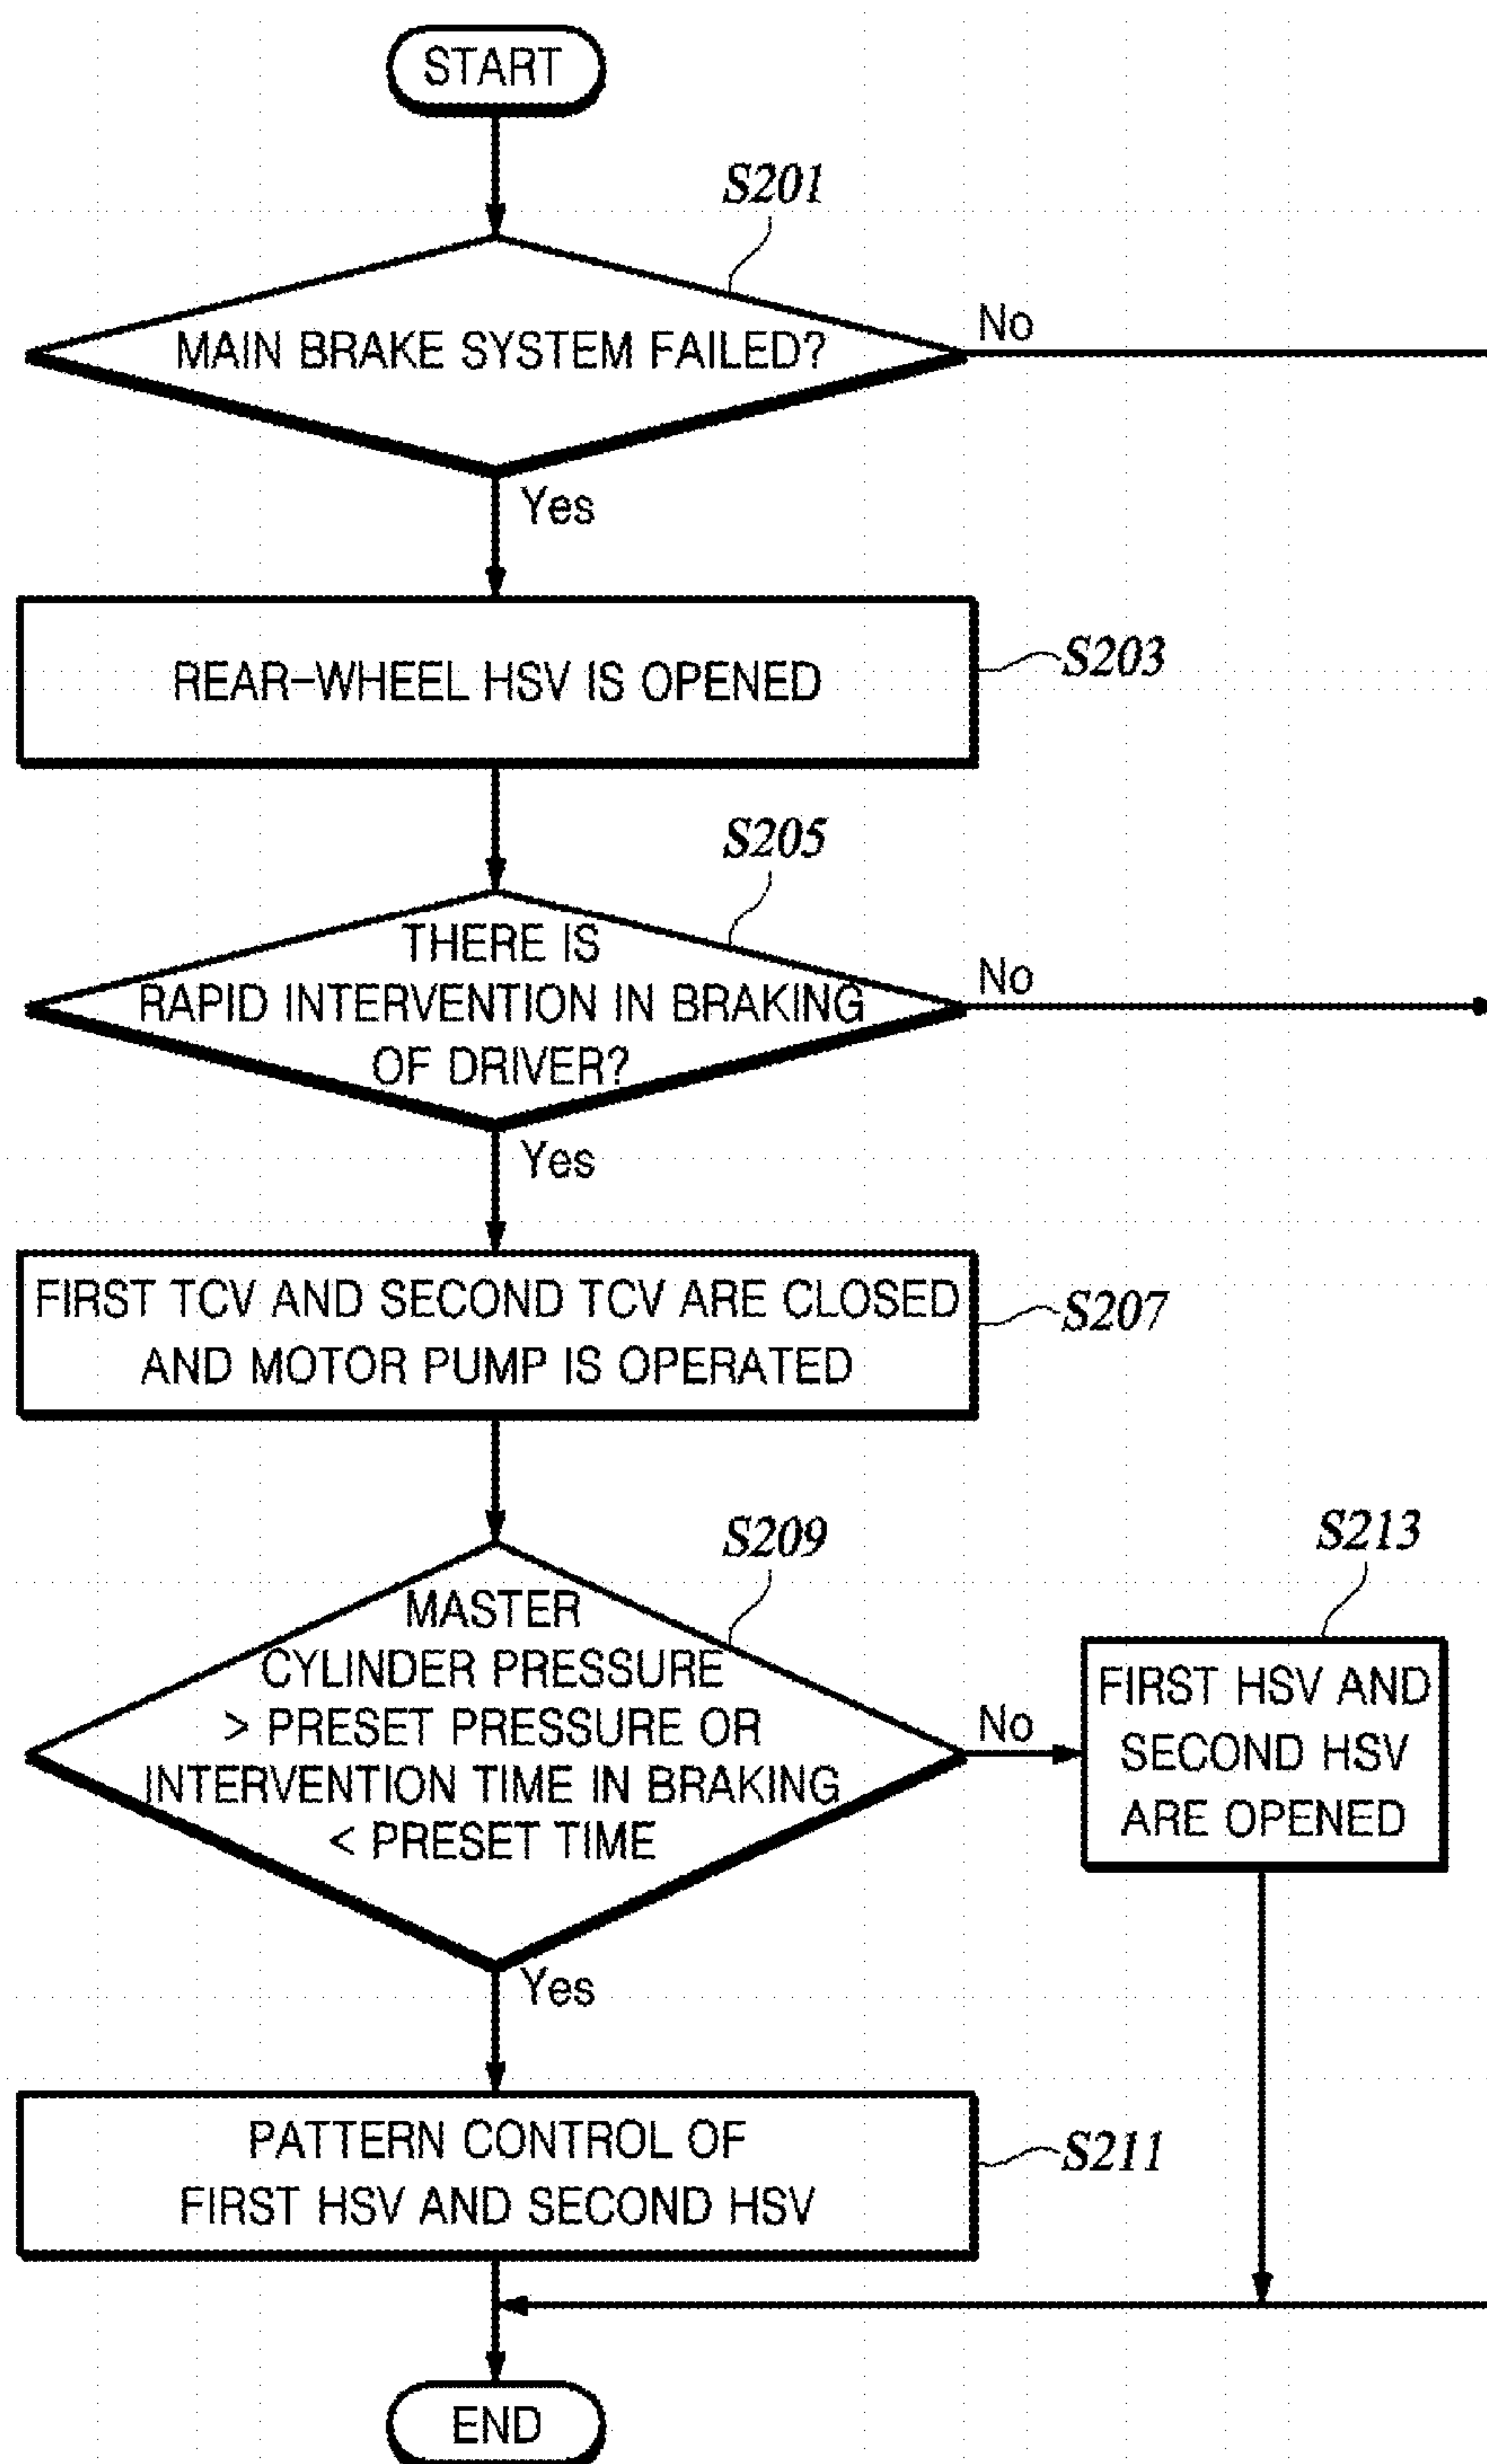 START
S201
MAIN BRAKE SYSTEM FAILED?
No
Yes
REAR-WHEEL HSV IS OPENED
S203
S205
THERE IS
RAPID INTERVENTION IN BRAKING
OF DRIVER?
No
Yes
FIRST TCV AND SECOND TCV ARE CLOSED
AND MOTOR PUMP IS OPERATED
S207
S209
MASTER
CYLINDER PRESSURE
> PRESET PRESSURE OR
INTERVENTION TIME IN BRAKING
< PRESET TIME
No
Yes
S213
FIRST HSV AND
SECOND HSV
ARE OPENED
PATTERN CONTROL OF
FIRST HSV AND SECOND HSV
S211
END